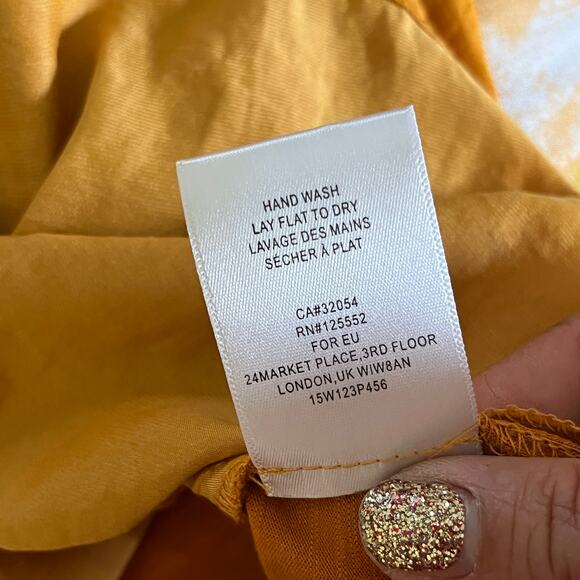 HAND WASH
LAY FLAT TO DRY
LAVAGE DES MAINS
SÉCHER À PLAT
CA#32054
RN#125552
FOR EU
24MARKET PLACE,3RD FLOOR
LONDON,UK WIW8AN
15W123P456